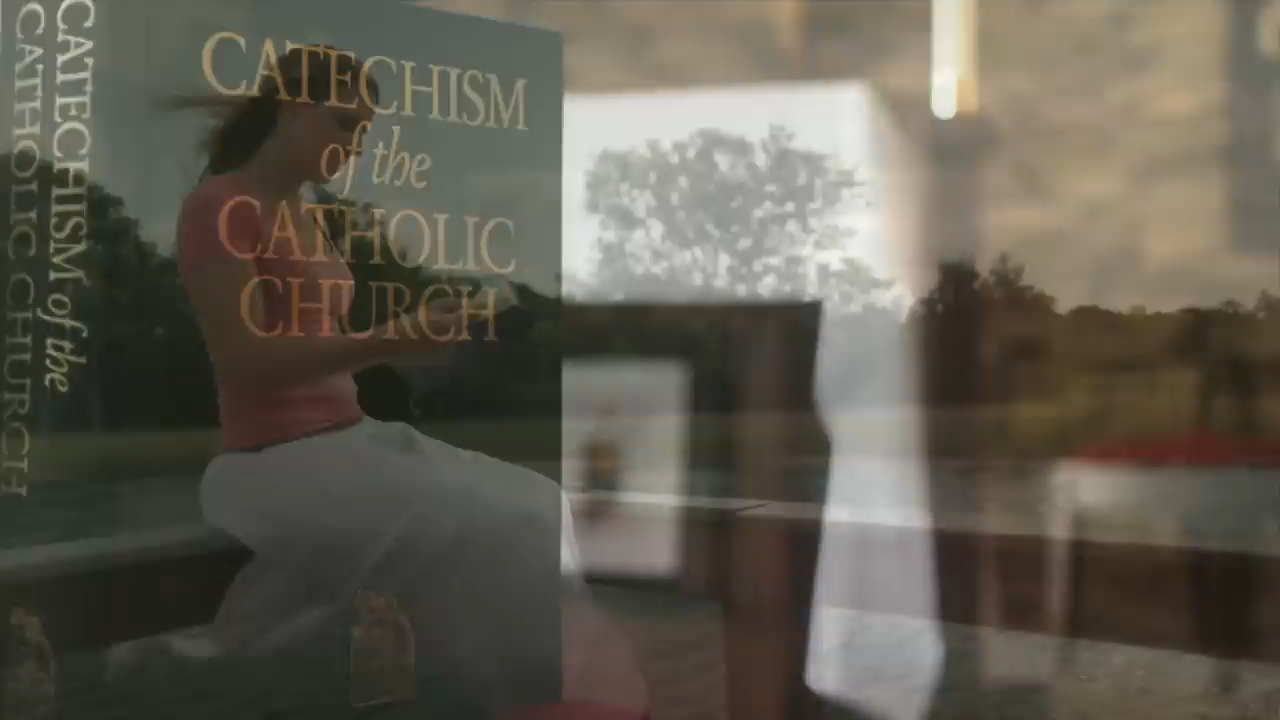 CATECHISM of the
CATHOLIC CHURCH
CATECHISM
of the
CATHOLIC
CHURCH